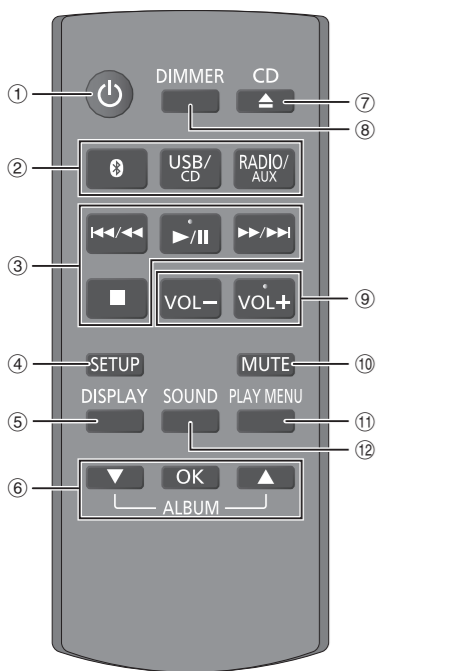 DIMMER CD
① ⑦
⑧
② USB/ RADIO/
CD AUX
③
VOL− VOL+ ⑨
④ SETUP MUTE ⑩
DISPLAY SOUND PLAY MENU
⑤ ⑪
⑫
⑥ OK
ALBUM